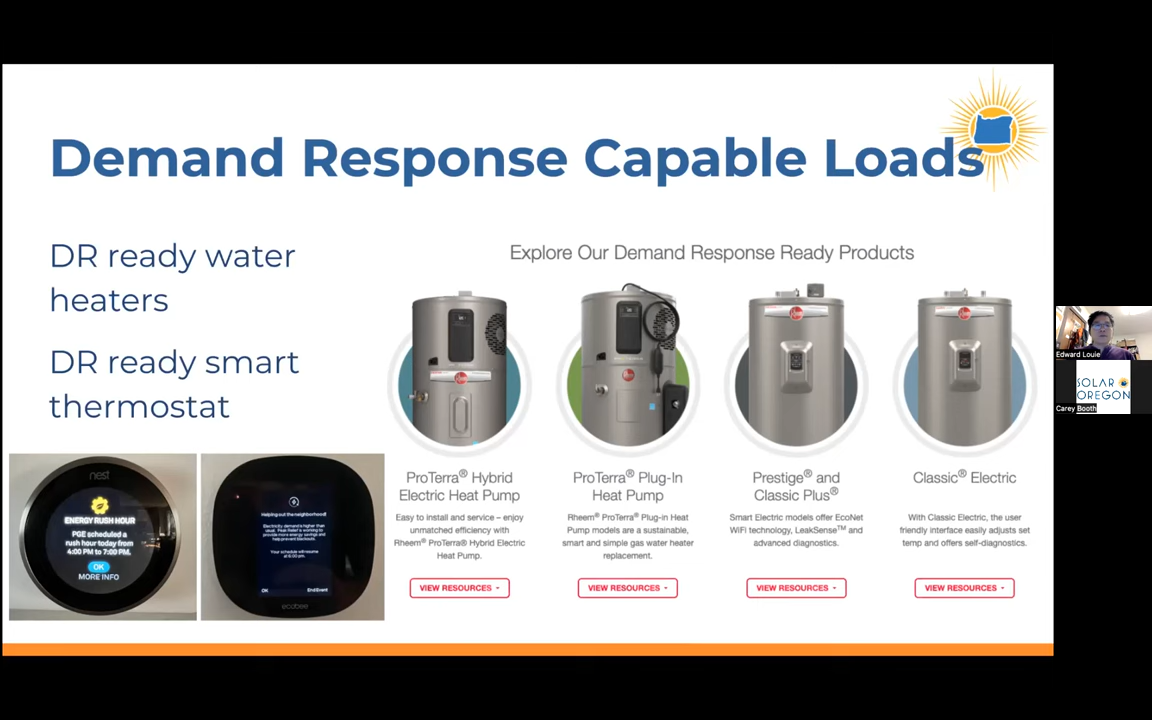 Demand Response Capable Loads
DR ready water
heaters
DR ready smart
thermostat
Explore Our Demand Response Ready Products
ProTerra® Hybrid
Electric Heat Pump
Easy to install and service – enjoy
unmatched efficiency with
Rheem® ProTerra® Hybrid Electric
Heat Pump.
VIEW RESOURCES
ProTerra® Plug-In
Heat Pump
Rheem® ProTerra® Plug-in Heat
Pump models are a sustainable,
smart and simple gas water heater
replacement.
VIEW RESOURCES
Prestige® and
Classic Plus®
Smart Electric models offer EcoNet
WiFi technology, LeakSense™ and
advanced diagnostics.
VIEW RESOURCES
Classic® Electric
With Classic Electric, the user
friendly interface easily adjusts set
temp and offers self-diagnostics.
VIEW RESOURCES
nest
ENERGY RUSH HOUR
PGE scheduled a
rush hour today from
4:00 PM to 7:00 PM.
OK
MORE INFO
Helping out the neighborhood!
Electricity demand is higher than
usual. Peak Relief is working to
provide more energy savings and
help prevent blackouts.
Your schedule will resume
OK
End Event
ecobee
Edward Louie
SOLAR
OREGON
Carey Booth